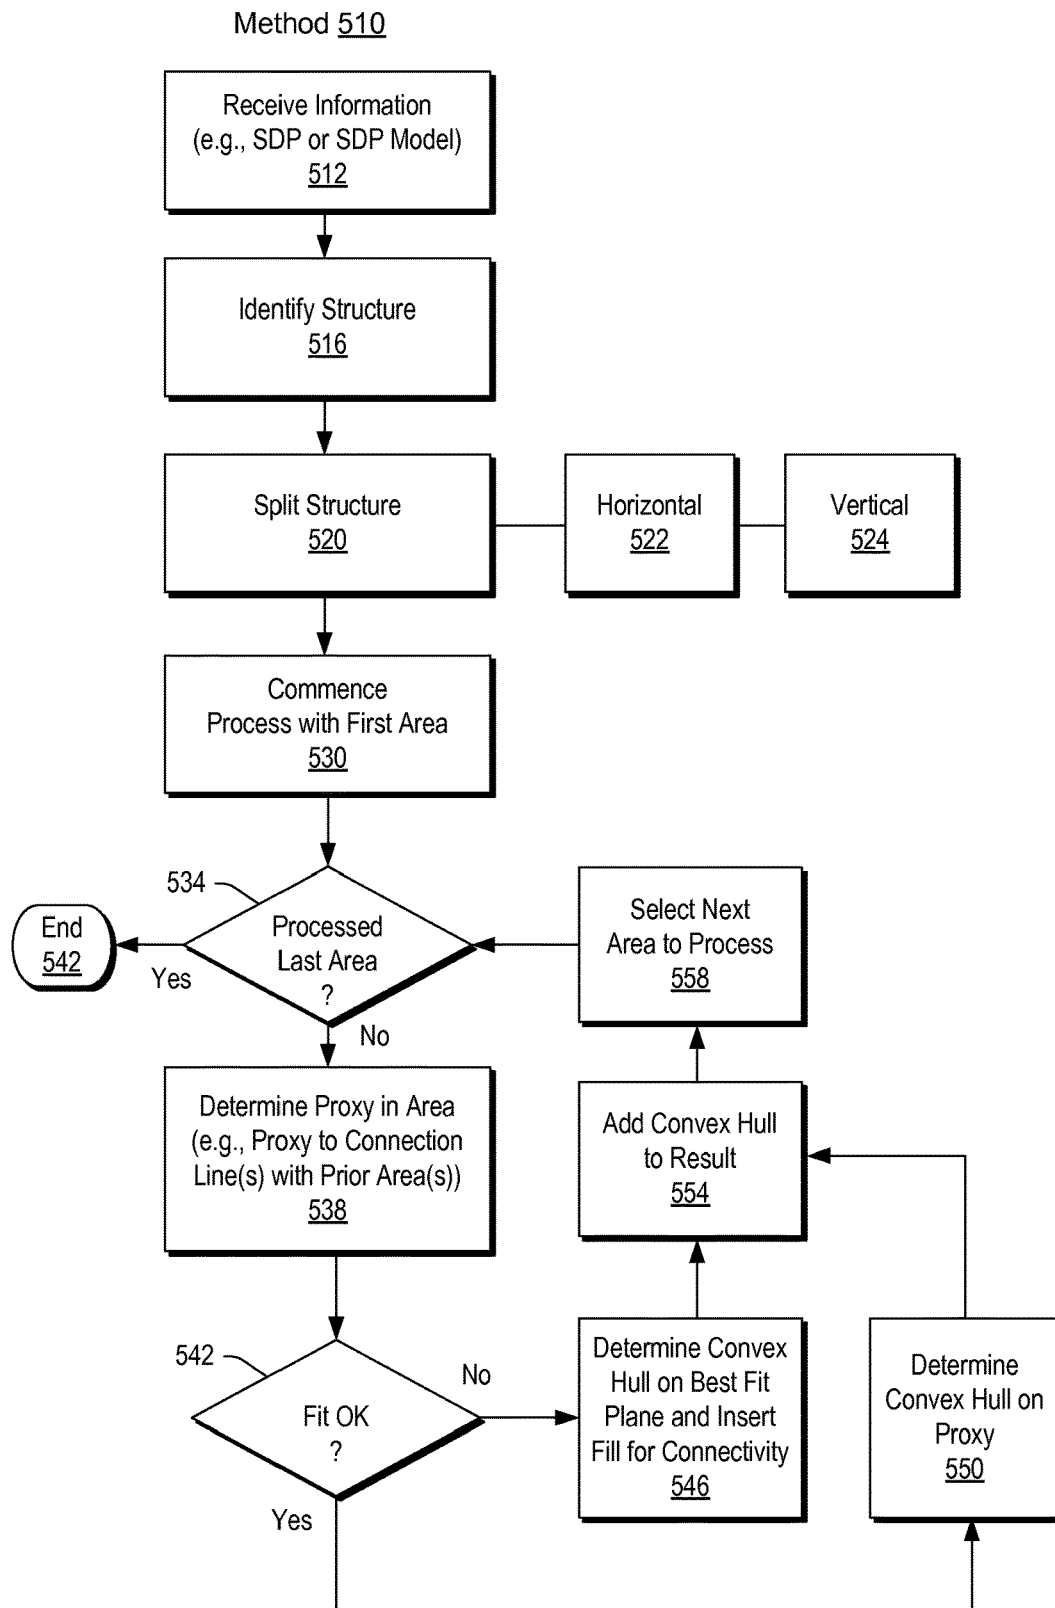 Method 510
Receive Information
(e.g., SDP or SDP Model)
512
Identify Structure
516
Split Structure
520
Horizontal
522
Vertical
524
Commence
Process with First Area
530
534
Processed
Last Area
?
End
542
Yes
No
Select Next
Area to Process
558
Determine Proxy in Area
(e.g., Proxy to Connection
Line(s) with Prior Area(s))
538
Add Convex Hull
to Result
554
542
Fit OK
?
No
Yes
Determine Convex
Hull on Best Fit
Plane and Insert
Fill for Connectivity
546
Determine
Convex Hull on
Proxy
550